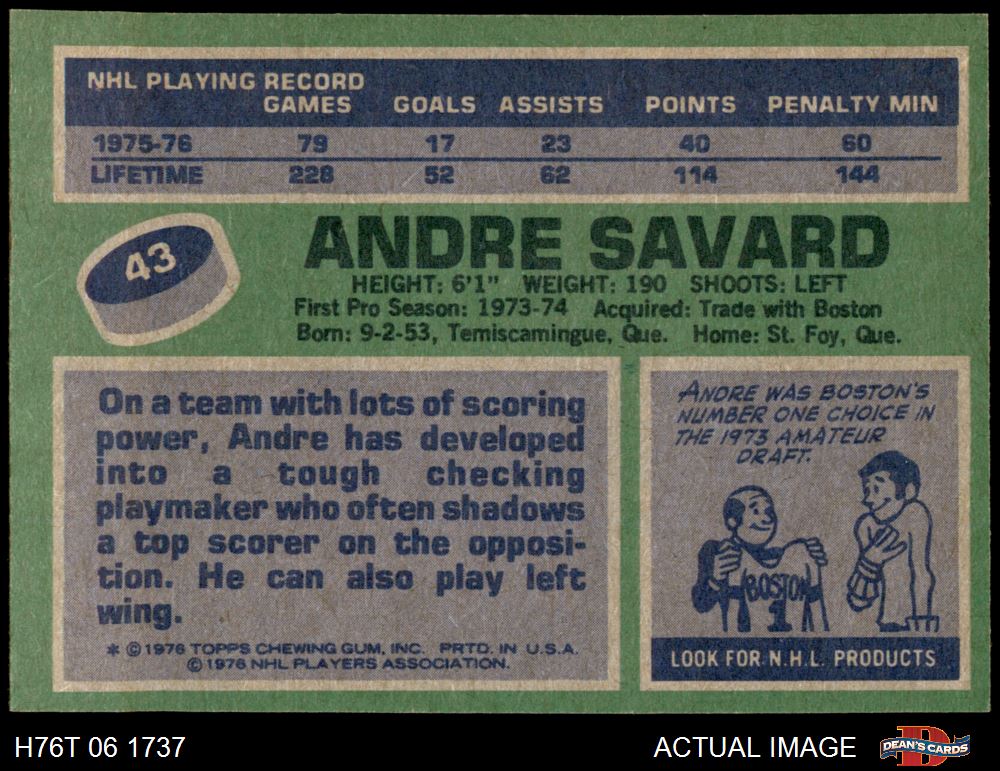 NHL PLAYING RECORD
GAMES GOALS ASSISTS POINTS PENALTY MIN
1975-76 79 17 23 40 60
LIFETIME 228 52 62 114 144
43
ANDRE SAVARD
HEIGHT: 6'1" WEIGHT: 190 SHOOTS: LEFT
First Pro Season: 1973-74 Acquired: Trade with Boston
Born: 9-2-53, Temiscamingue, Que. Home: St. Foy, Que.
On a team with lots of scoring
power, Andre has developed
into a tough checking
playmaker who often shadows
a top scorer on the opposi-
tion. He can also play left
wing.
* © 1976 TOPPS CHEWING GUM, INC. PRTD. IN U.S.A.
© 1976 NHL PLAYERS ASSOCIATION.
ANDRE WAS BOSTON'S
NUMBER ONE CHOICE IN
THE 1973 AMATEUR
DRAFT.
BOSTON
1
LOOK FOR N.H.L. PRODUCTS
H76T 06 1737
ACTUAL IMAGE
D
DEAN'S CARDS